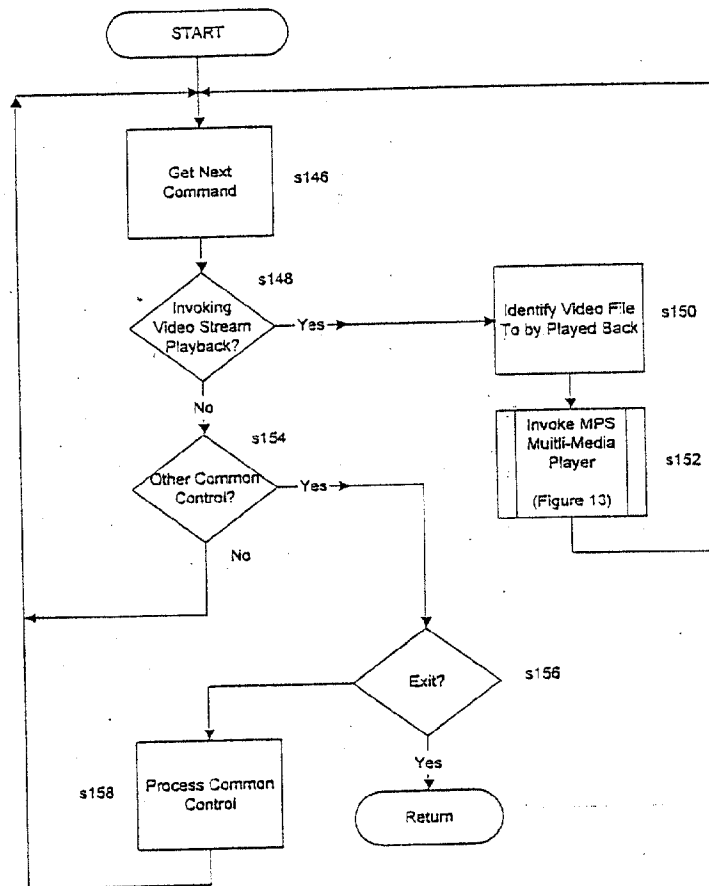 START
Get Next
Command
s146
s148
Invoking
Video Stream
Playback?
Yes
Identify Video File
To by Played Back
s150
No
s154
Invoke MPS
Muitli-Media
Player
(Figure 13)
s152
Other Common
Control?
Yes
No
Exit?
s156
Yes
s158
Process Common
Control
Return